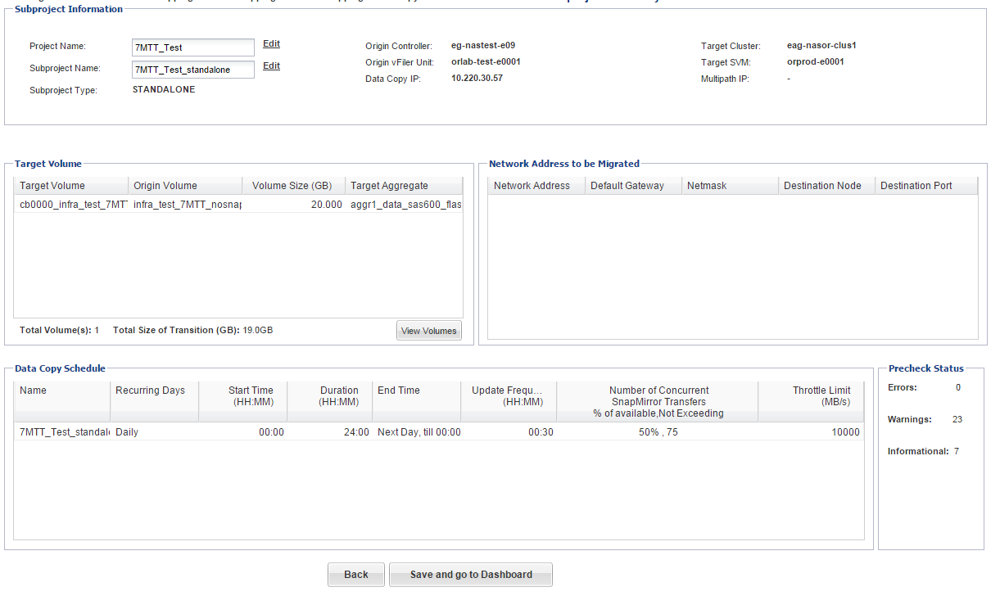 Subproject Information
Project Name: 7MTT_Test Edit
Subproject Name: 7MTT_Test_standalone Edit
Subproject Type: STANDALONE
Origin Controller: eg-nastest-e09
Origin vFiler Unit: orlab-test-e0001
Data Copy IP: 10.220.30.57
Target Cluster: eag-nasor-clus1
Target SVM: orprod-e0001
Multipath IP: -
Target Volume
Target Volume Origin Volume Volume Size (GB) Target Aggregate
cb0000_infra_test_7MT infra_test_7MTT_nosnap 20.000 aggr1_data_sas600_flas
Total Volume(s): 1 Total Size of Transition (GB): 19.0GB View Volumes
Network Address to be Migrated
Network Address Default Gateway Netmask Destination Node Destination Port
Data Copy Schedule
Name Recurring Days Start Time (HH:MM) Duration (HH:MM) End Time Update Frequ... (HH:MM) Number of Concurrent SnapMirror Transfers % of available,Not Exceeding Throttle Limit (MB/s)
7MTT_Test_standal Daily 00:00 24:00 Next Day, till 00:00 00:30 50% , 75 10000
Precheck Status
Errors: 0
Warnings: 23
Informational: 7
Back Save and go to Dashboard